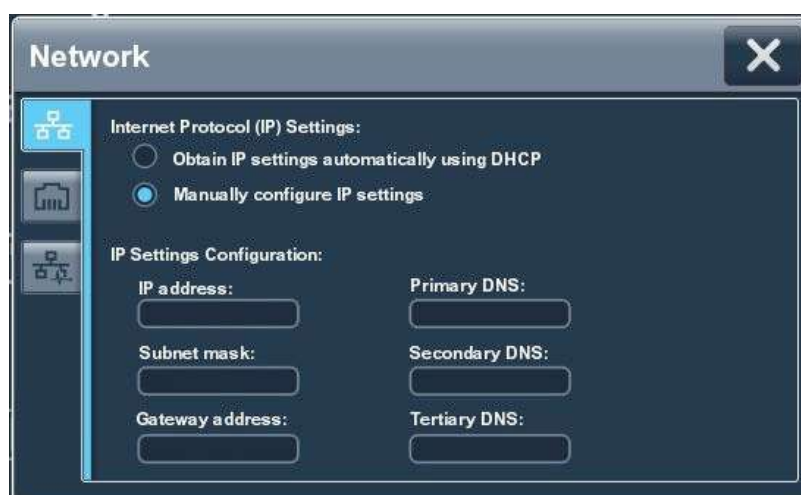 Network
Internet Protocol (IP) Settings:
Obtain IP settings automatically using DHCP
Manually configure IP settings
IP Settings Configuration:
IP address:
Primary DNS:
Subnet mask:
Secondary DNS:
Gateway address:
Tertiary DNS: